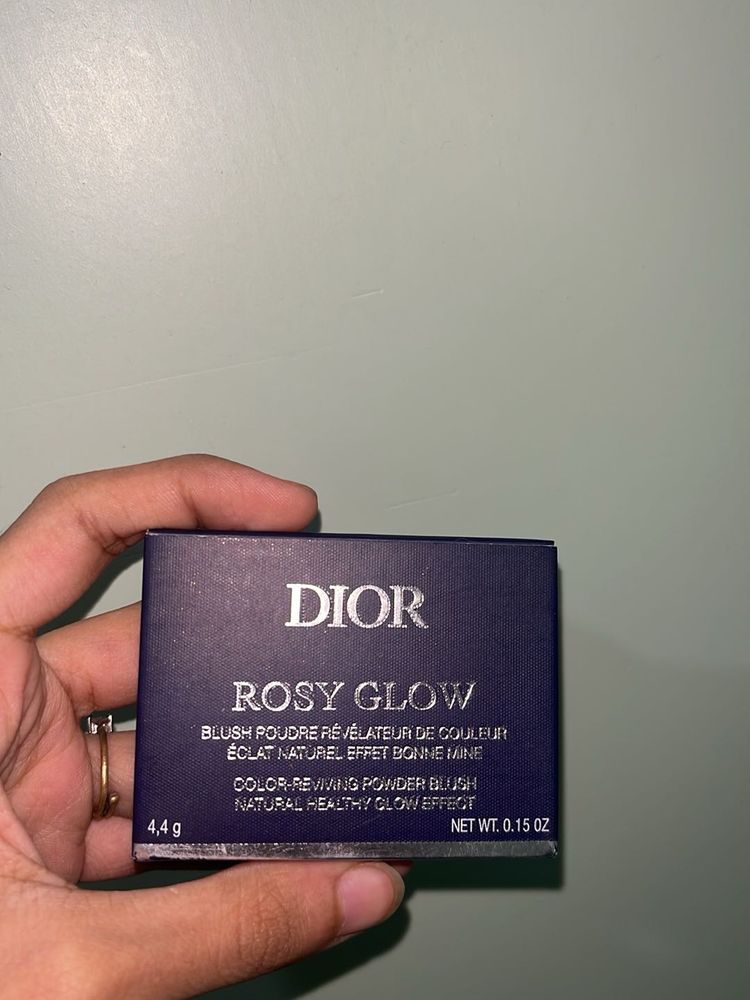 DIOR
ROSY GLOW
BLUSH POUDRE RÉVÉLATEUR DE COULEUR
ÉCLAT NATUREL EFFET BONNE MINE
COLOR-REVIVING POWDER BLUSH
NATURAL HEALTHY GLOW EFFECT
4,4 g NET WT. 0.15 OZ